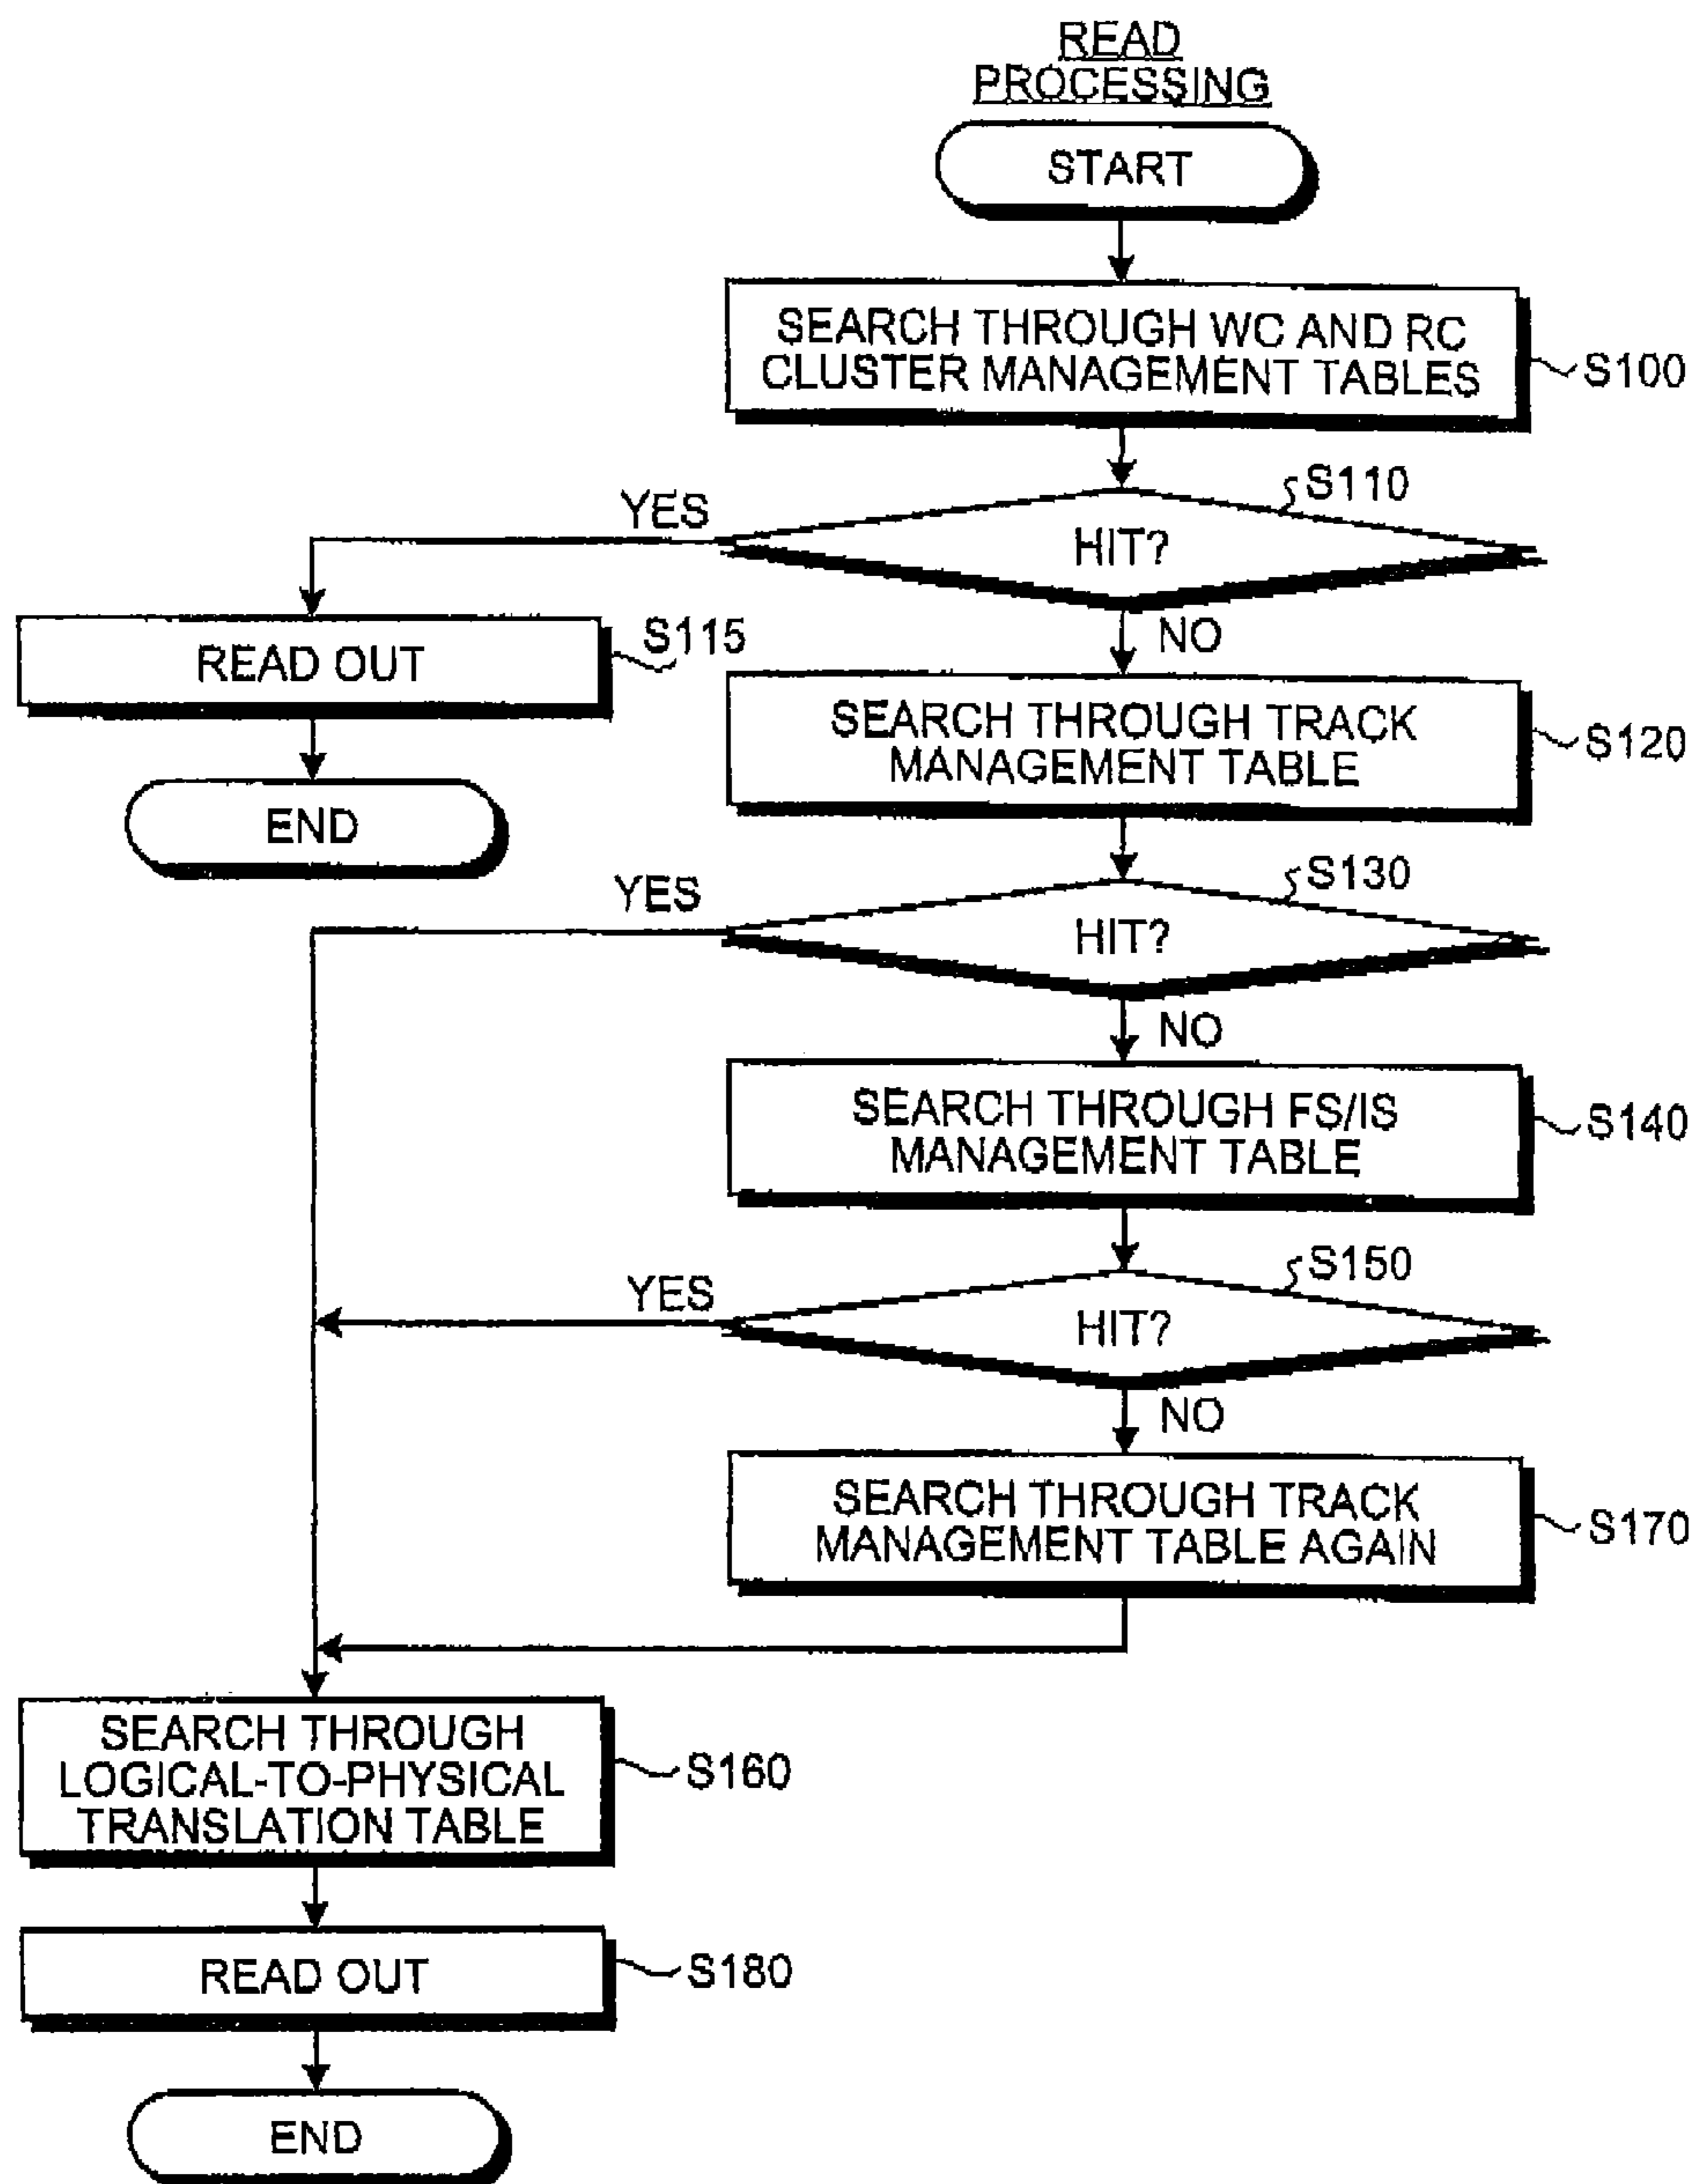 READ
PROCESSING
START
SEARCH THROUGH WC AND RC
CLUSTER MANAGEMENT TABLES
S100
S110
YES
HIT?
READ OUT
S115
NO
SEARCH THROUGH TRACK
MANAGEMENT TABLE
S120
END
S130
YES
HIT?
NO
SEARCH THROUGH FS/IS
MANAGEMENT TABLE
S140
S150
YES
HIT?
NO
SEARCH THROUGH TRACK
MANAGEMENT TABLE AGAIN
S170
SEARCH THROUGH
LOGICAL-TO-PHYSICAL
TRANSLATION TABLE
S160
READ OUT
S180
END